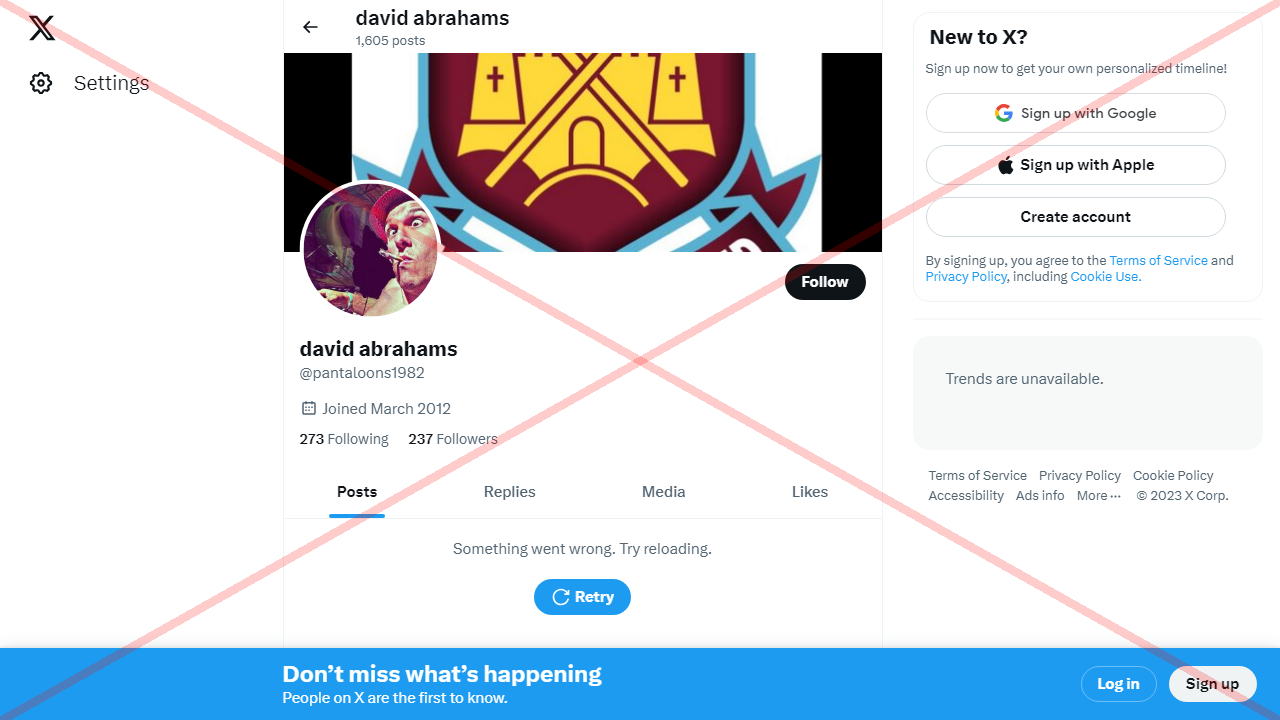 david abrahams
1,605 posts
Settings
david abrahams
@pantaloons1982
Joined March 2012
273 Following 237 Followers
Follow
Posts Replies Media Likes
Something went wrong. Try reloading.
Retry
New to X?
Sign up now to get your own personalized timeline!
Sign up with Google
Sign up with Apple
Create account
By signing up, you agree to the Terms of Service and
Privacy Policy, including Cookie Use.
Trends are unavailable.
Terms of Service Privacy Policy Cookie Policy
Accessibility Ads info More ··· © 2023 X Corp.
Don’t miss what’s happening
People on X are the first to know.
Log in Sign up